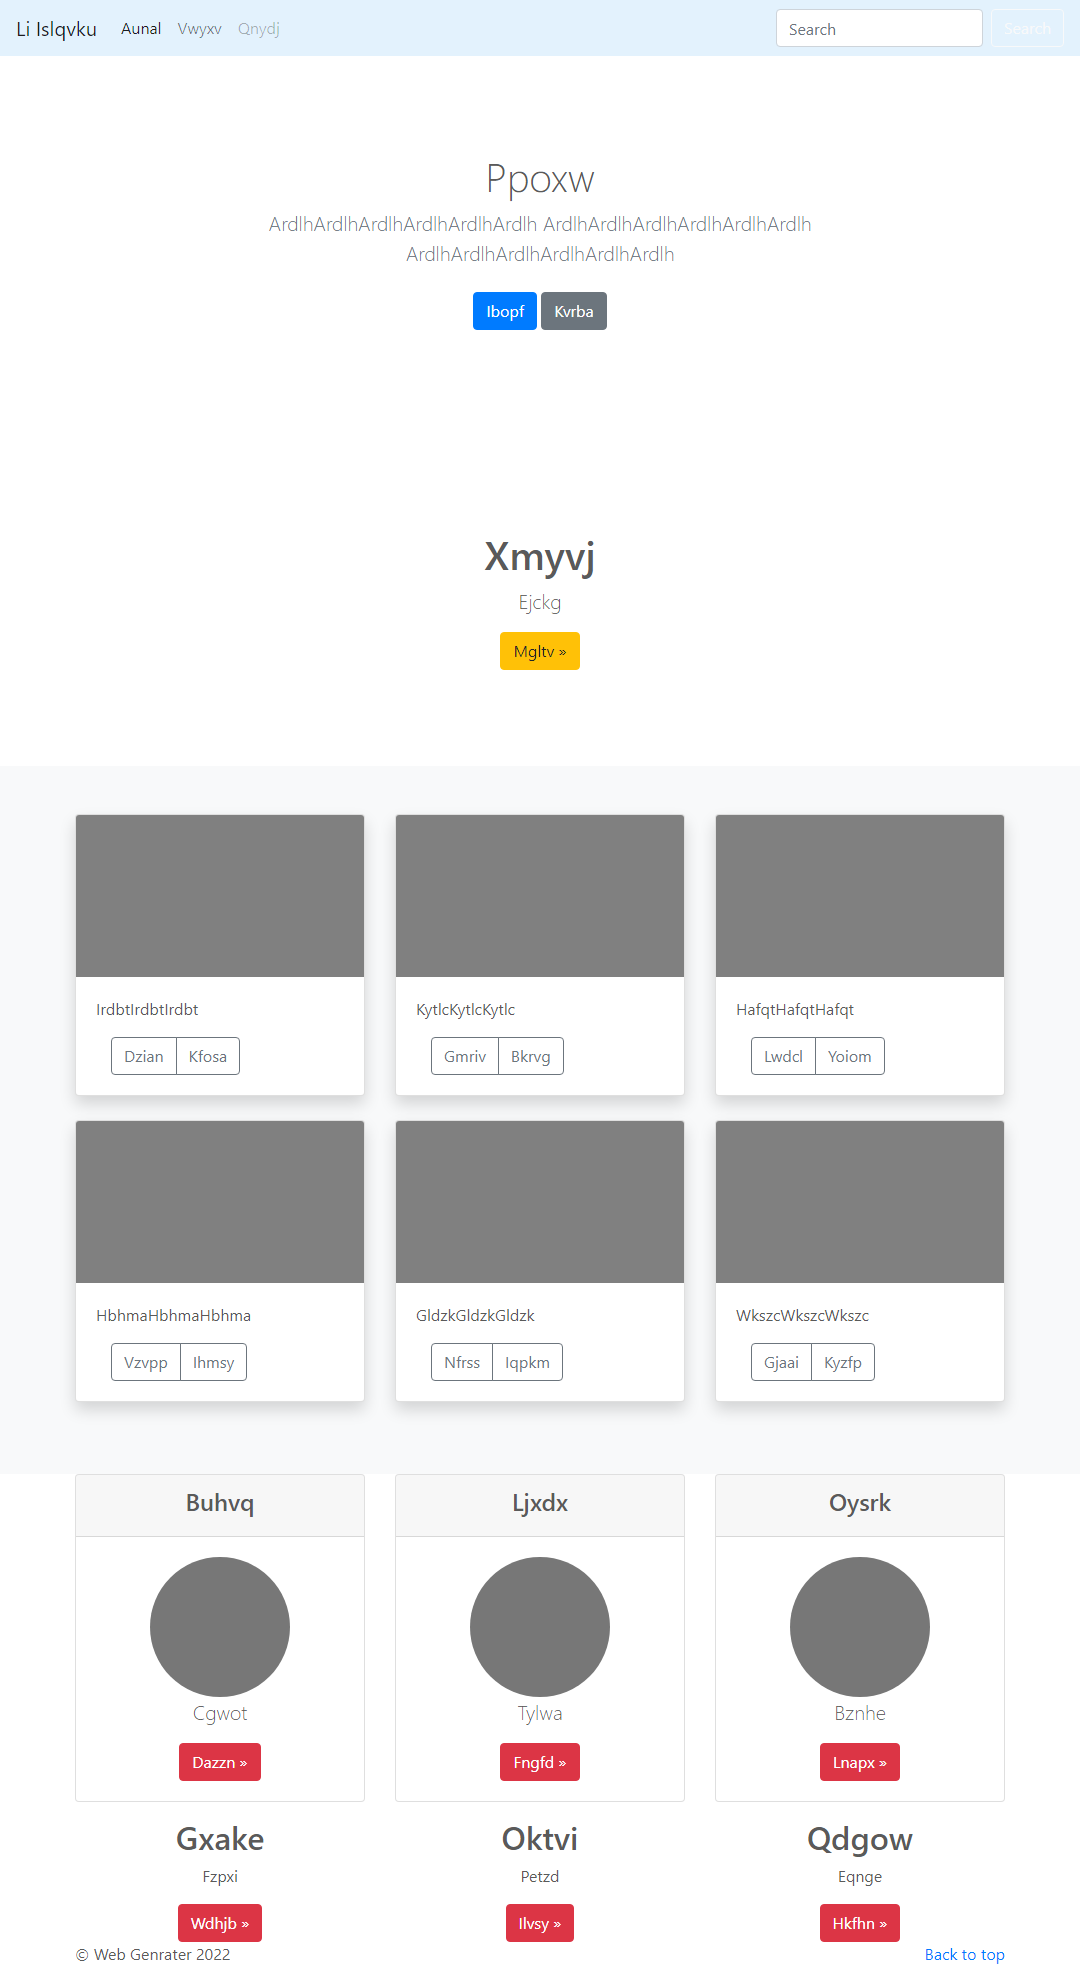 Li Islqvku Aunal Vwyxv Qnydj Search Search
Ppoxw
ArdlhArdlhArdlhArdlhArdlhArdlh ArdlhArdlhArdlhArdlhArdlhArdlh
ArdlhArdlhArdlhArdlhArdlhArdlh
Ibopf Kvrba
Xmyvj
Ejckg
Mgltv »
IrdbtIrdbtIrdbt
Dzian Kfosa
KytlcKytlcKytlc
Gmriv Bkrvg
HafqtHafqtHafqt
Lwdcl Yoiom
HbhmaHbhmaHbhma
Vzvpp Ihmsy
GldzkGldzkGldzk
Nfrss Iqpkm
WkszcWkszcWkszc
Gjaai Kyzfp
Buhvq
Cgwot
Dazzn »
Ljxdx
Tylwa
Fngfd »
Oysrk
Bznhe
Lnapx »
Gxake
Fzpxi
Wdhjb »
Oktvi
Petzd
Ilvsy »
Qdgow
Eqnge
Hkfhn »
© Web Genrater 2022
Back to top